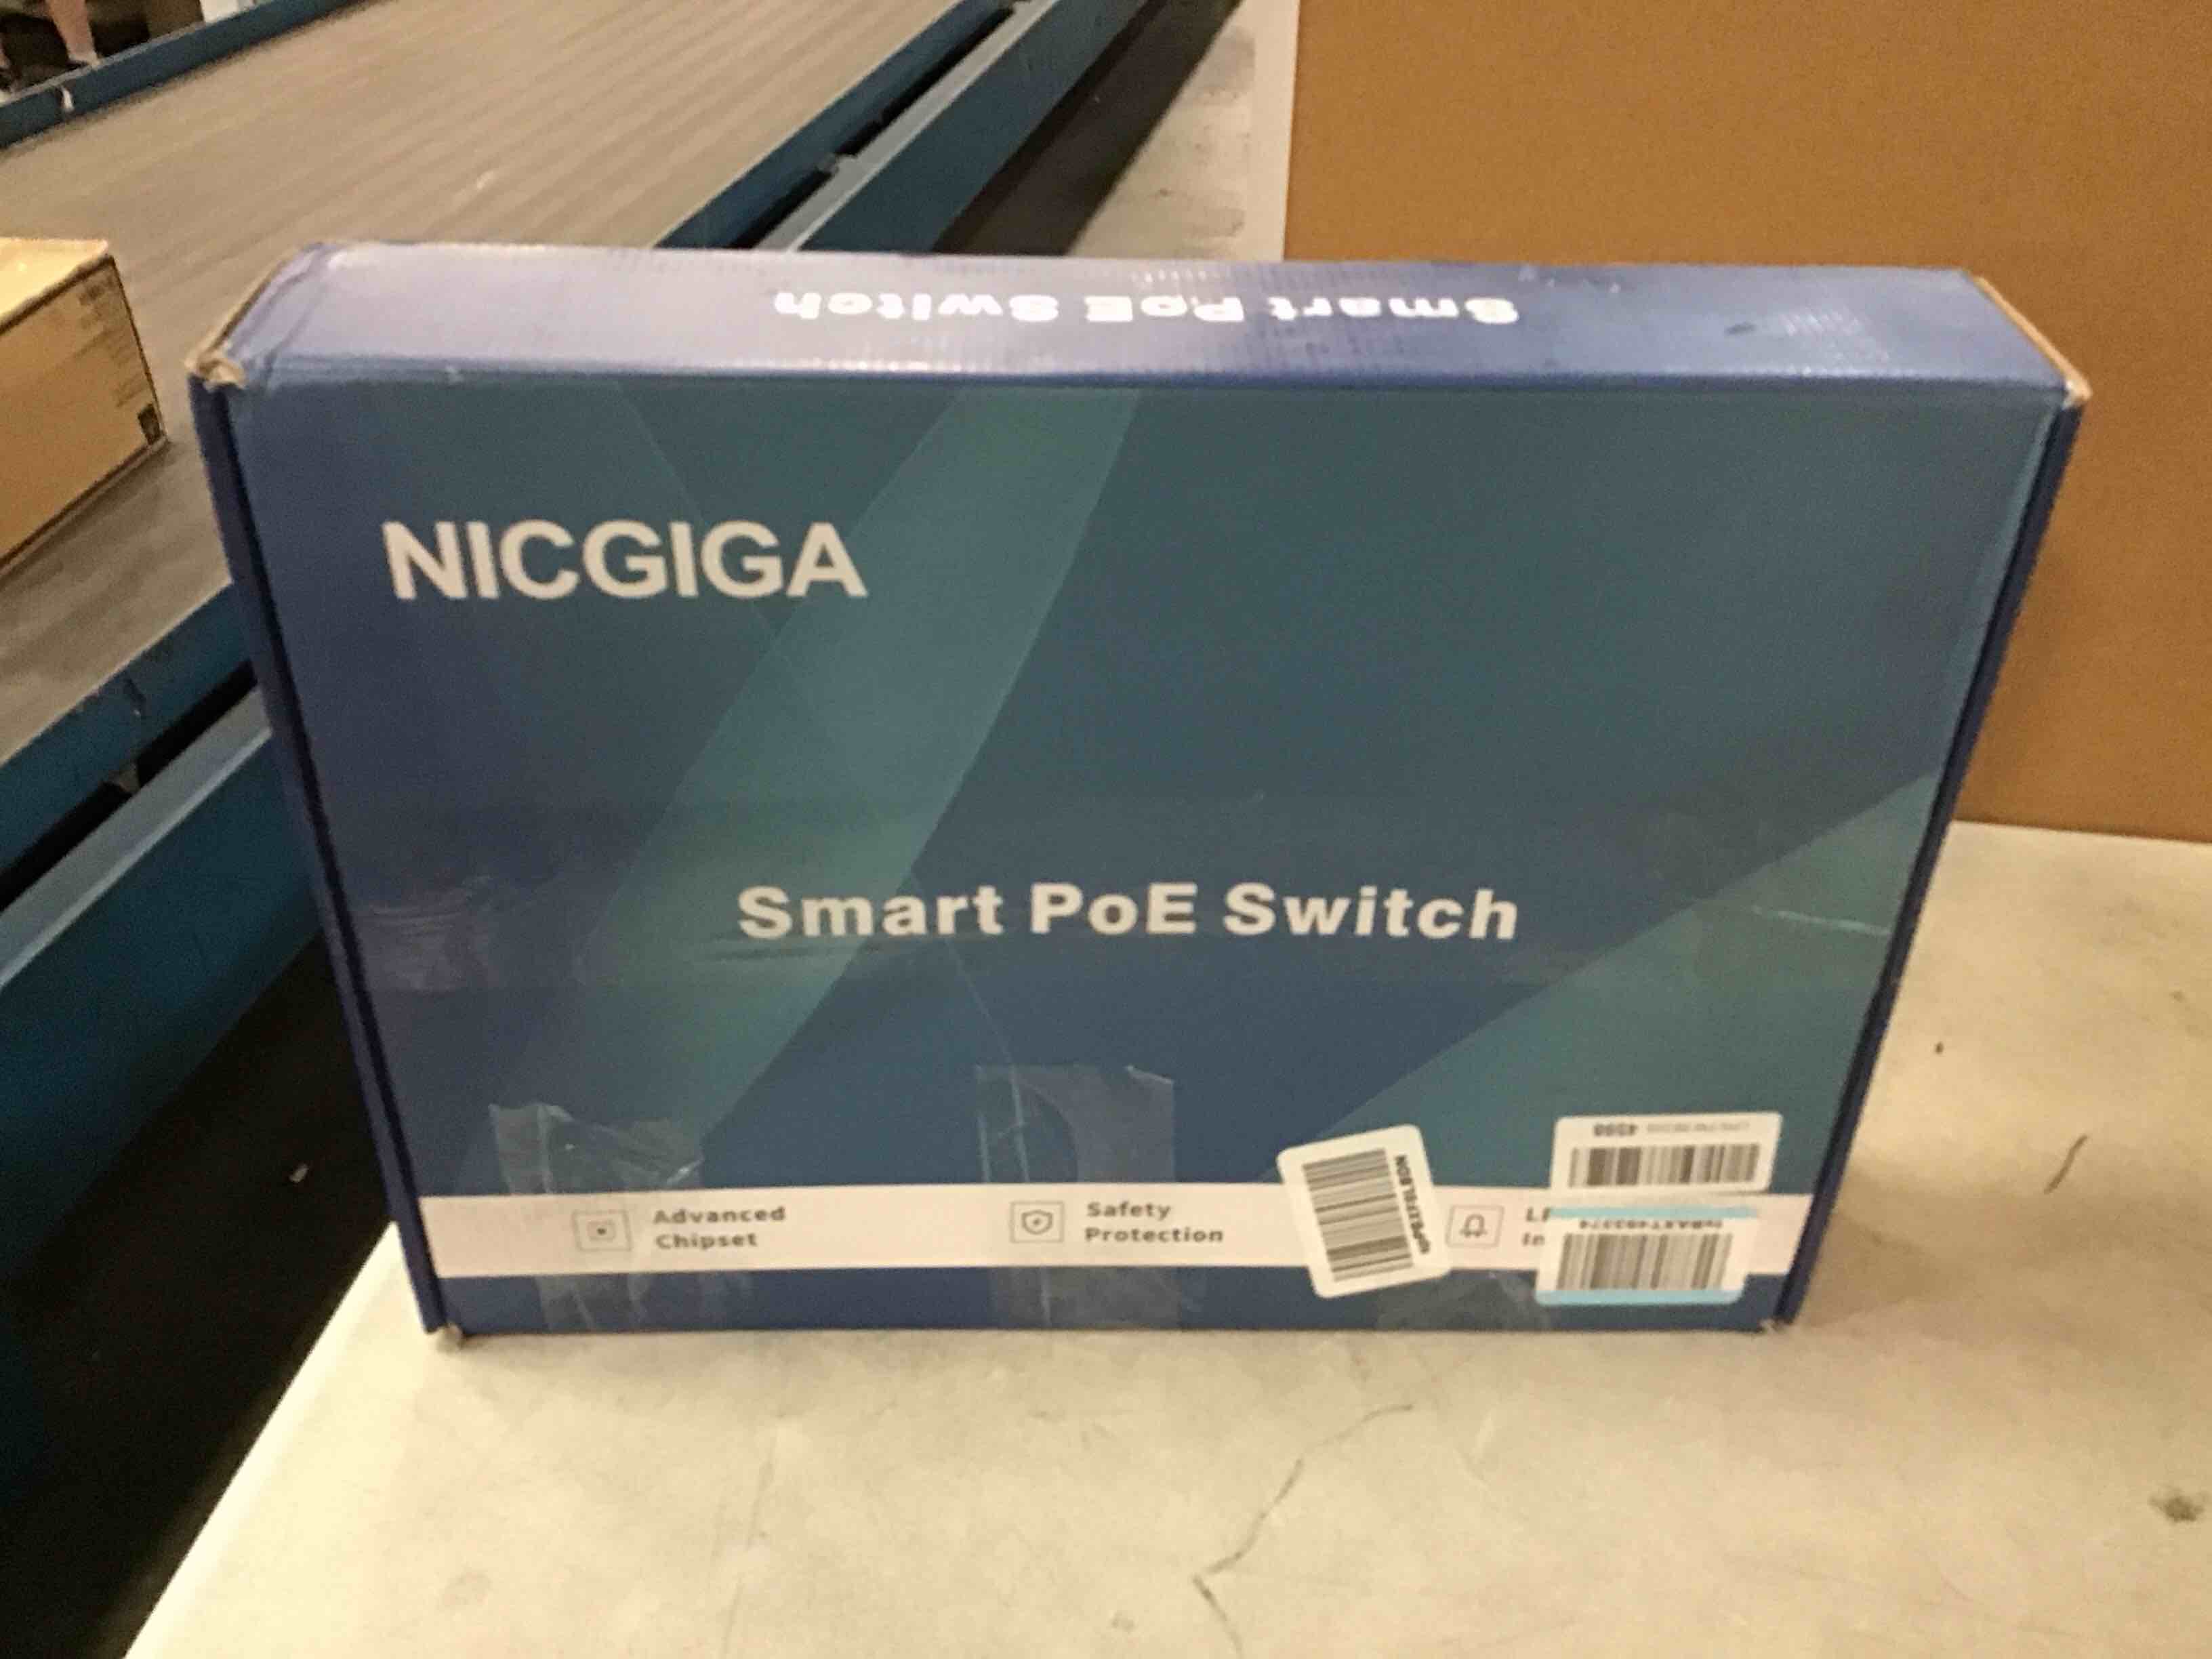 Smart PoE Switch
NICGIGA
Smart PoE Switch
Advanced
Chipset
Safety
Protection